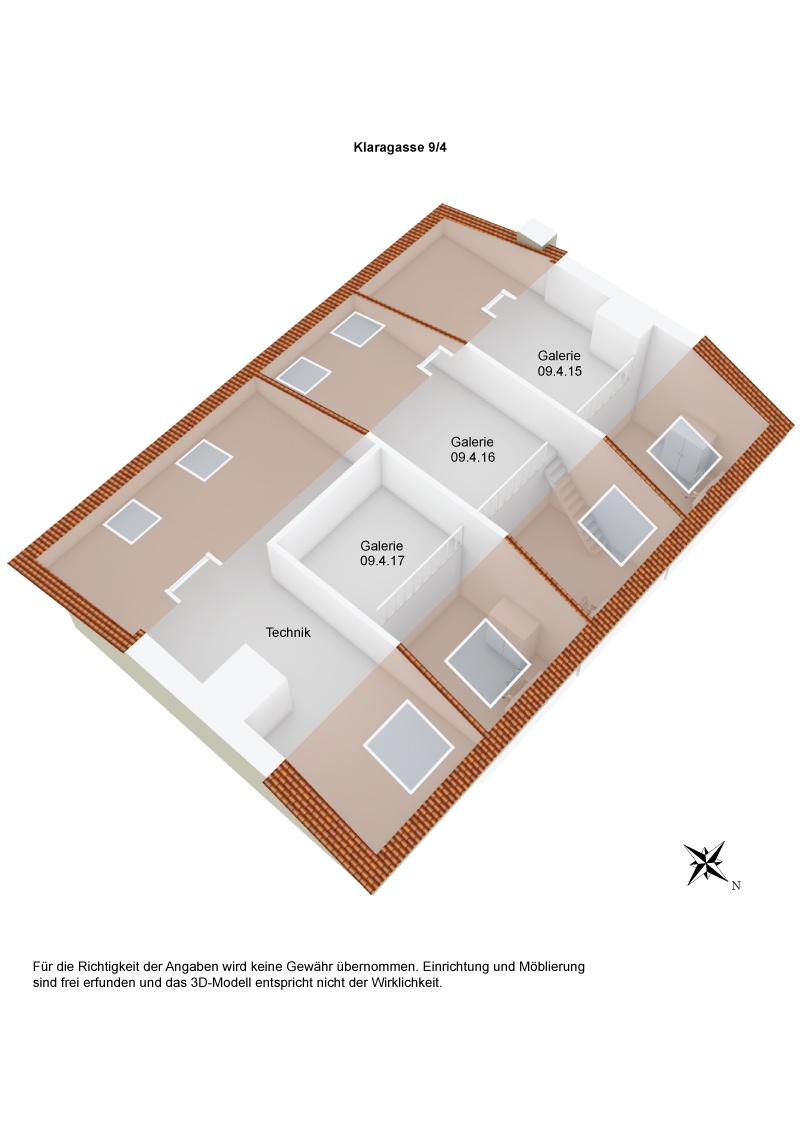 Klaragasse 9/4
Galerie
09.4.15
Galerie
09.4.16
Galerie
09.4.17
Technik
N
Für die Richtigkeit der Angaben wird keine Gewähr übernommen. Einrichtung und Möblierung
sind frei erfunden und das 3D-Modell entspricht nicht der Wirklichkeit.